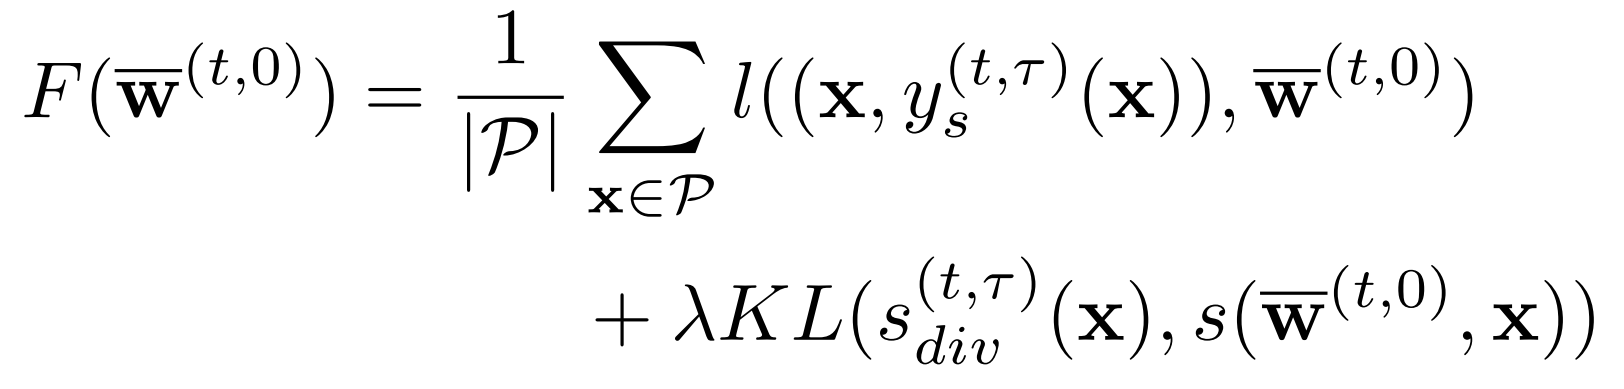 F(\overline{\mathbf{w}}^{(t,0)}) = \frac{1}{|\mathcal{P}|} \sum_{\mathbf{x} \in \mathcal{P}} l((\mathbf{x}, y_s^{(t,\tau)}(\mathbf{x})), \overline{\mathbf{w}}^{(t,0)})
+ \lambda KL(s_{div}^{(t,\tau)}(\mathbf{x}), s(\overline{\mathbf{w}}^{(t,0)}, \mathbf{x}))